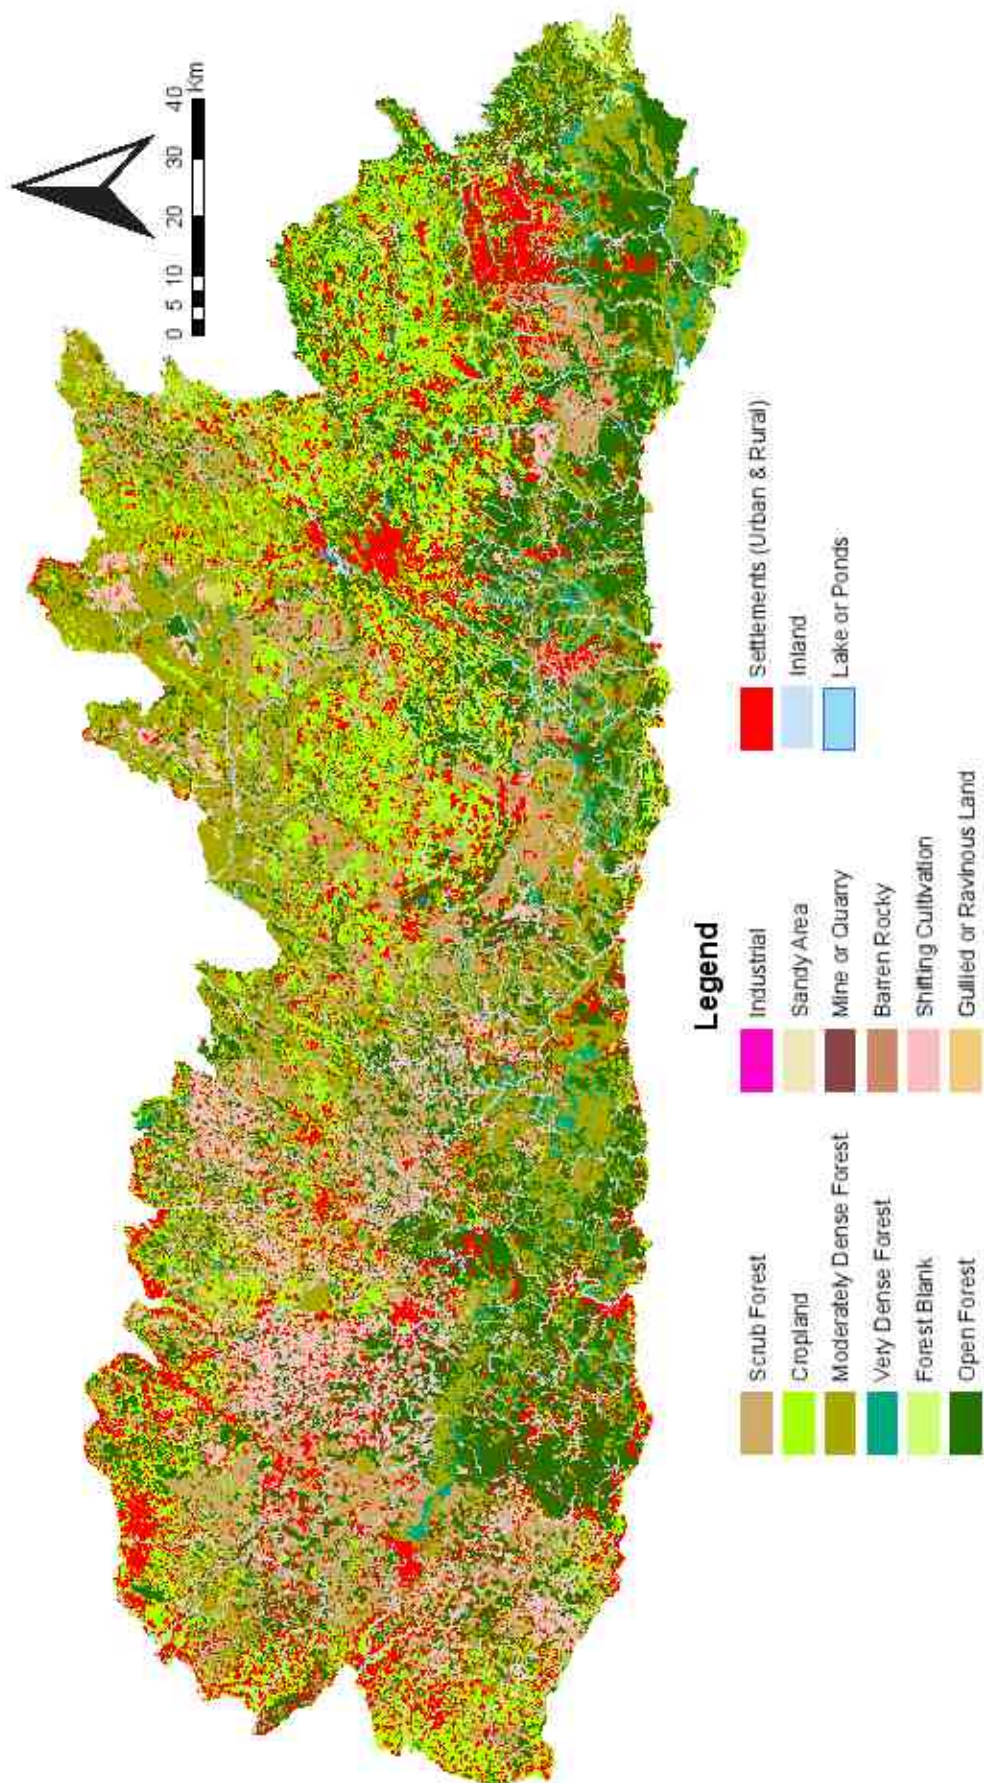 0 5 10 20 30 40
Km
Legend
Scrub Forest
Cropland
Moderately Dense Forest
Very Dense Forest
Forest Blank
Open Forest
Industrial
Sandy Area
Mine or Quarry
Barren Rocky
Shifting Cultivation
Gullied or Ravinous Land
Settlements (Urban & Rural)
Inland
Lake or Ponds